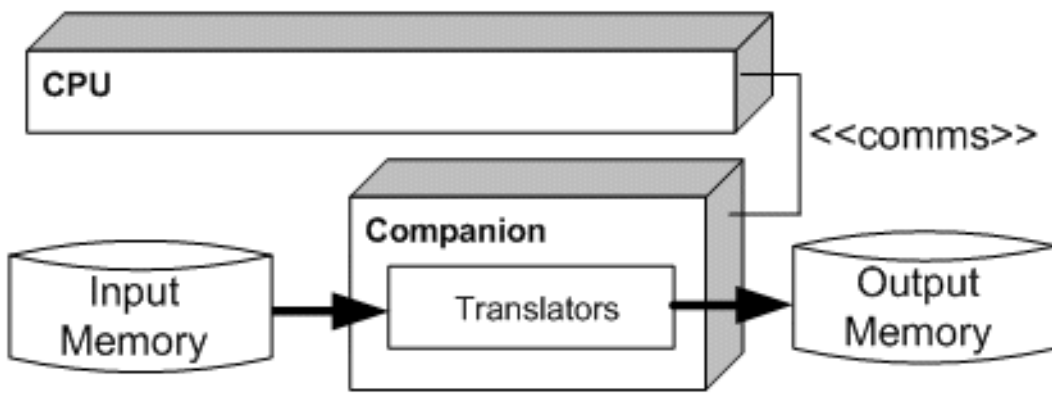 CPU
<<comms>>
Companion
Input
Memory
Translators
Output
Memory